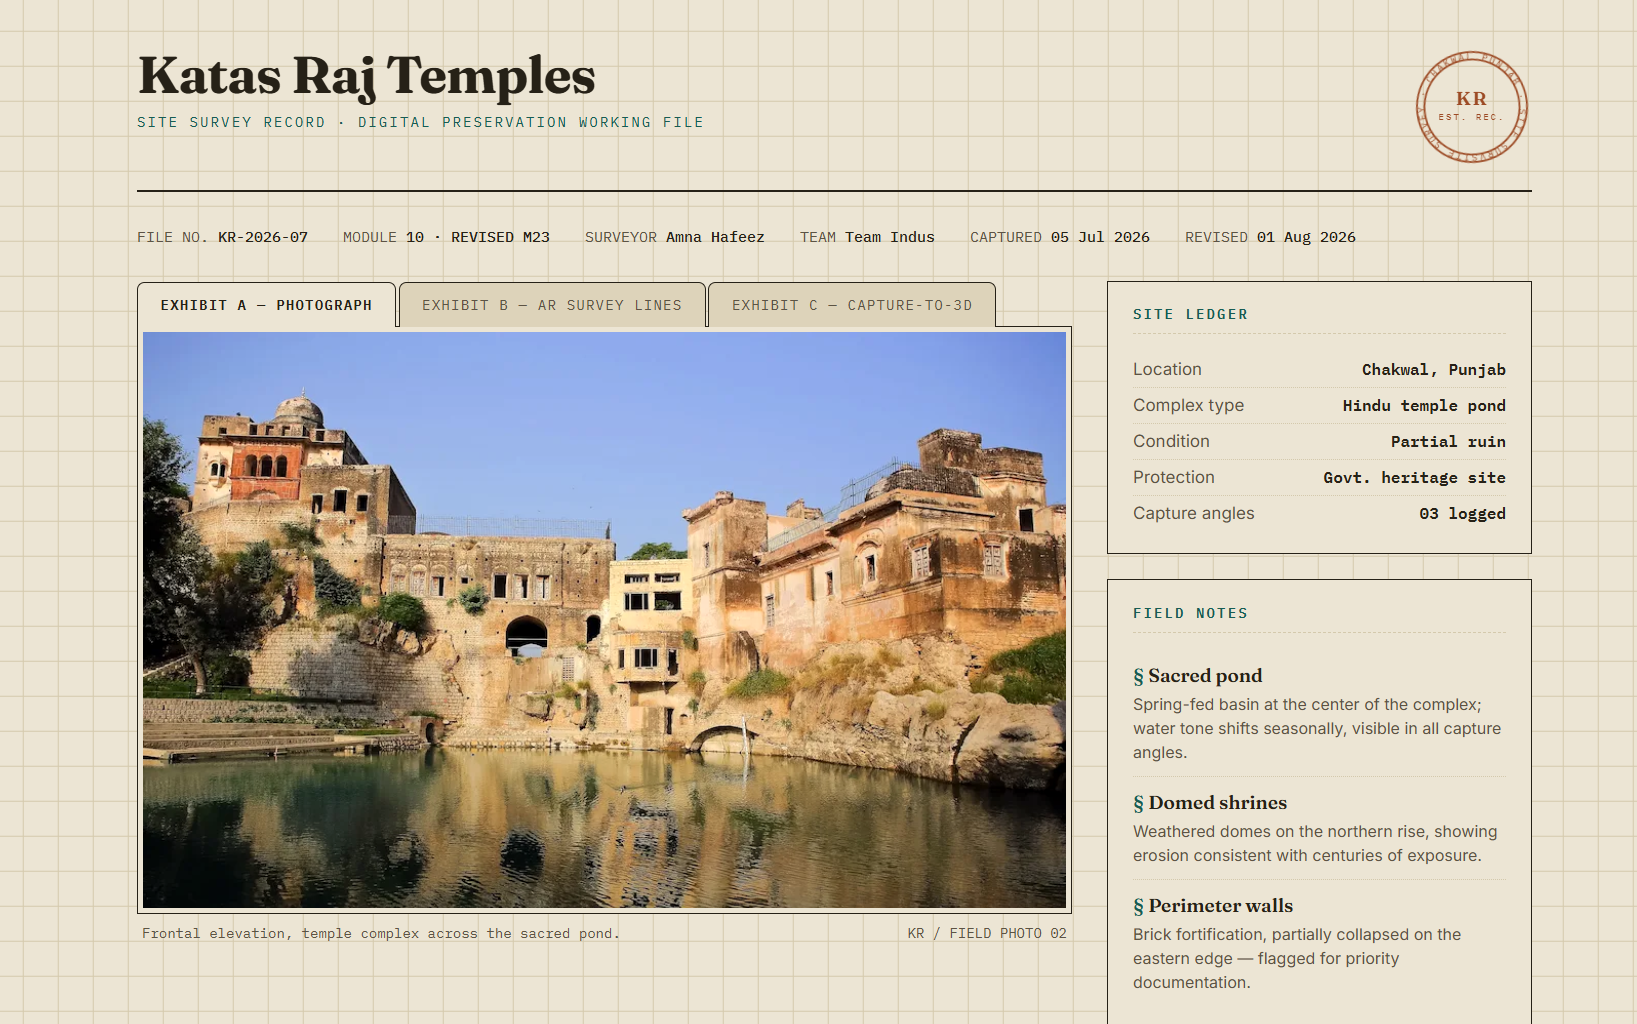 Katas Raj Temples
SITE SURVEY RECORD · DIGITAL PRESERVATION WORKING FILE
KR
EST. REC.
FILE NO. KR-2026-07 MODULE 10 · REVISED M23 SURVEYOR Amna Hafeez TEAM Team Indus CAPTURED 05 Jul 2026 REVISED 01 Aug 2026
EXHIBIT A — PHOTOGRAPH
EXHIBIT B — AR SURVEY LINES
EXHIBIT C — CAPTURE-TO-3D
Frontal elevation, temple complex across the sacred pond.
KR / FIELD PHOTO 02
SITE LEDGER
Location Chakwal, Punjab
Complex type Hindu temple pond
Condition Partial ruin
Protection Govt. heritage site
Capture angles 03 logged
FIELD NOTES
§ Sacred pond
Spring-fed basin at the center of the complex;
water tone shifts seasonally, visible in all capture
angles.
§ Domed shrines
Weathered domes on the northern rise, showing
erosion consistent with centuries of exposure.
§ Perimeter walls
Brick fortification, partially collapsed on the
eastern edge — flagged for priority
documentation.